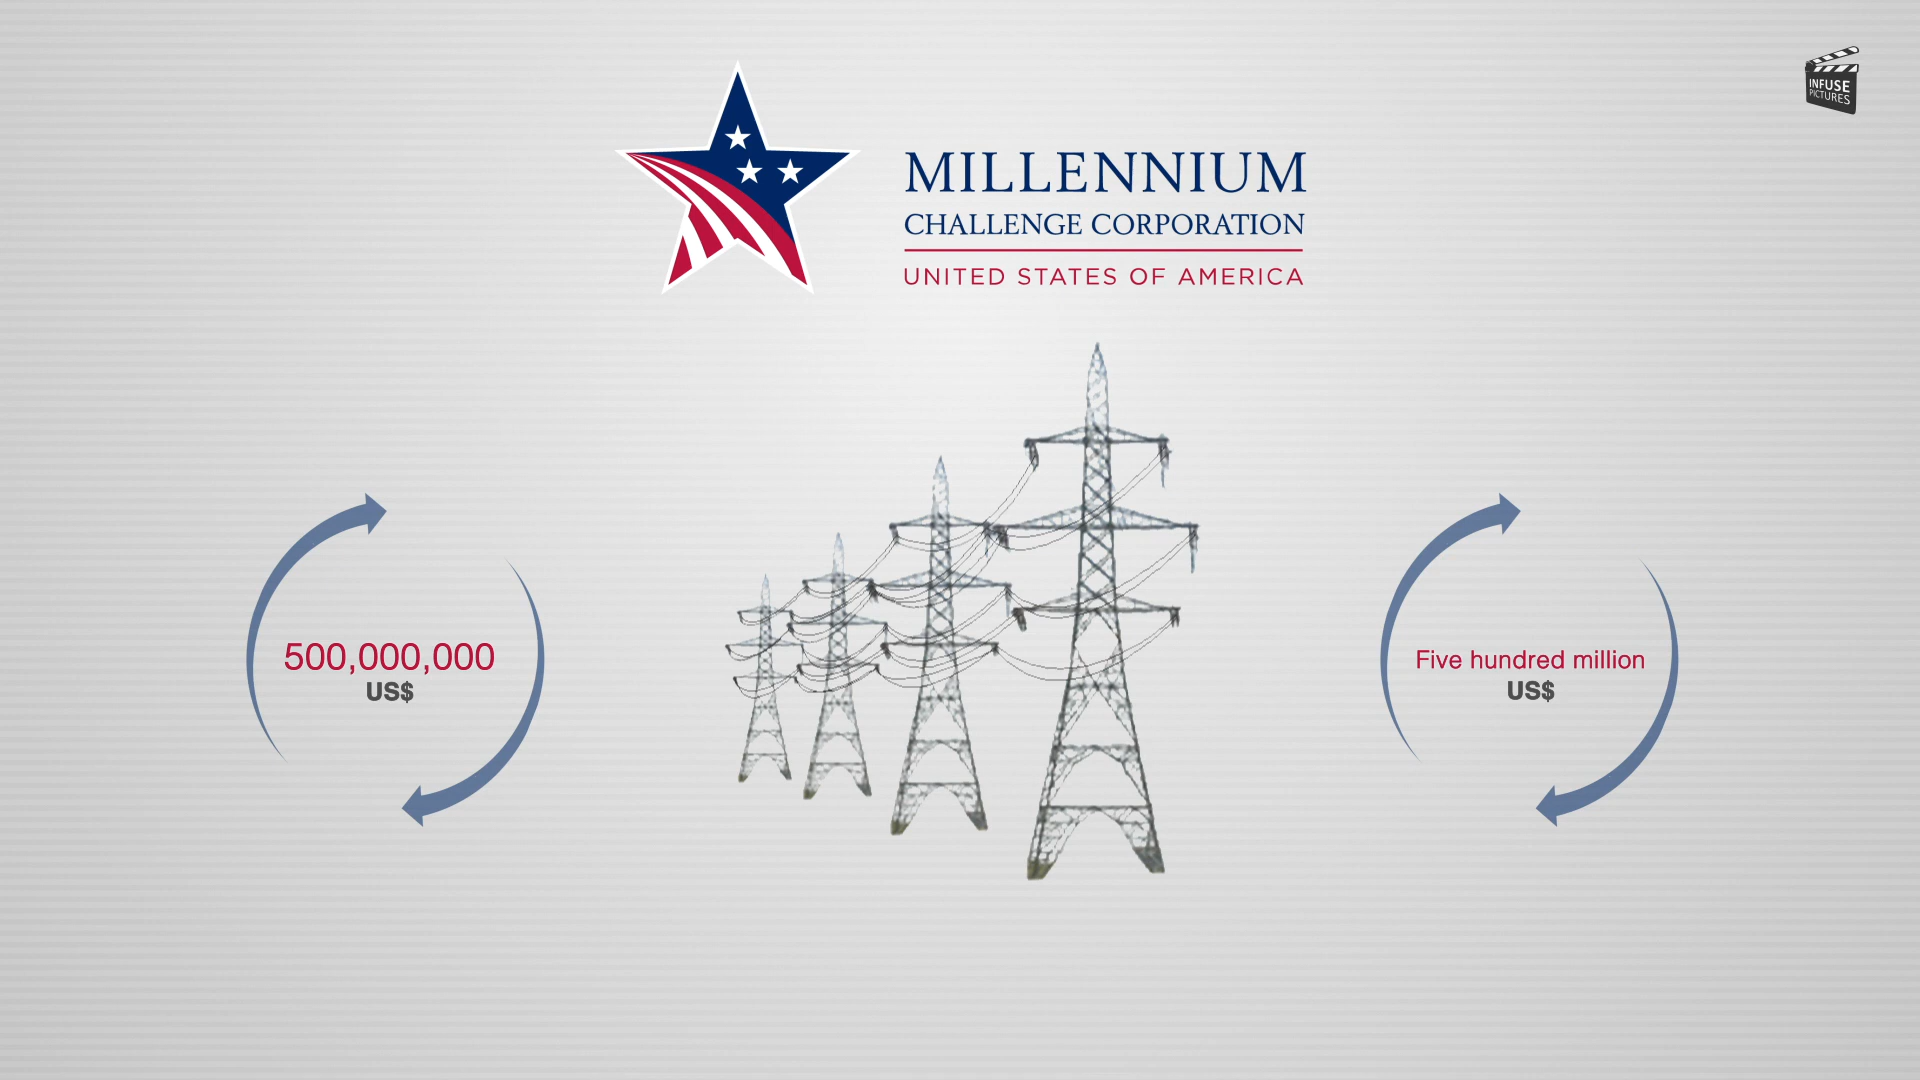 INFUSE
PICTURES
MILLENNIUM
CHALLENGE CORPORATION
UNITED STATES OF AMERICA
500,000,000
US$
Five hundred million
US$